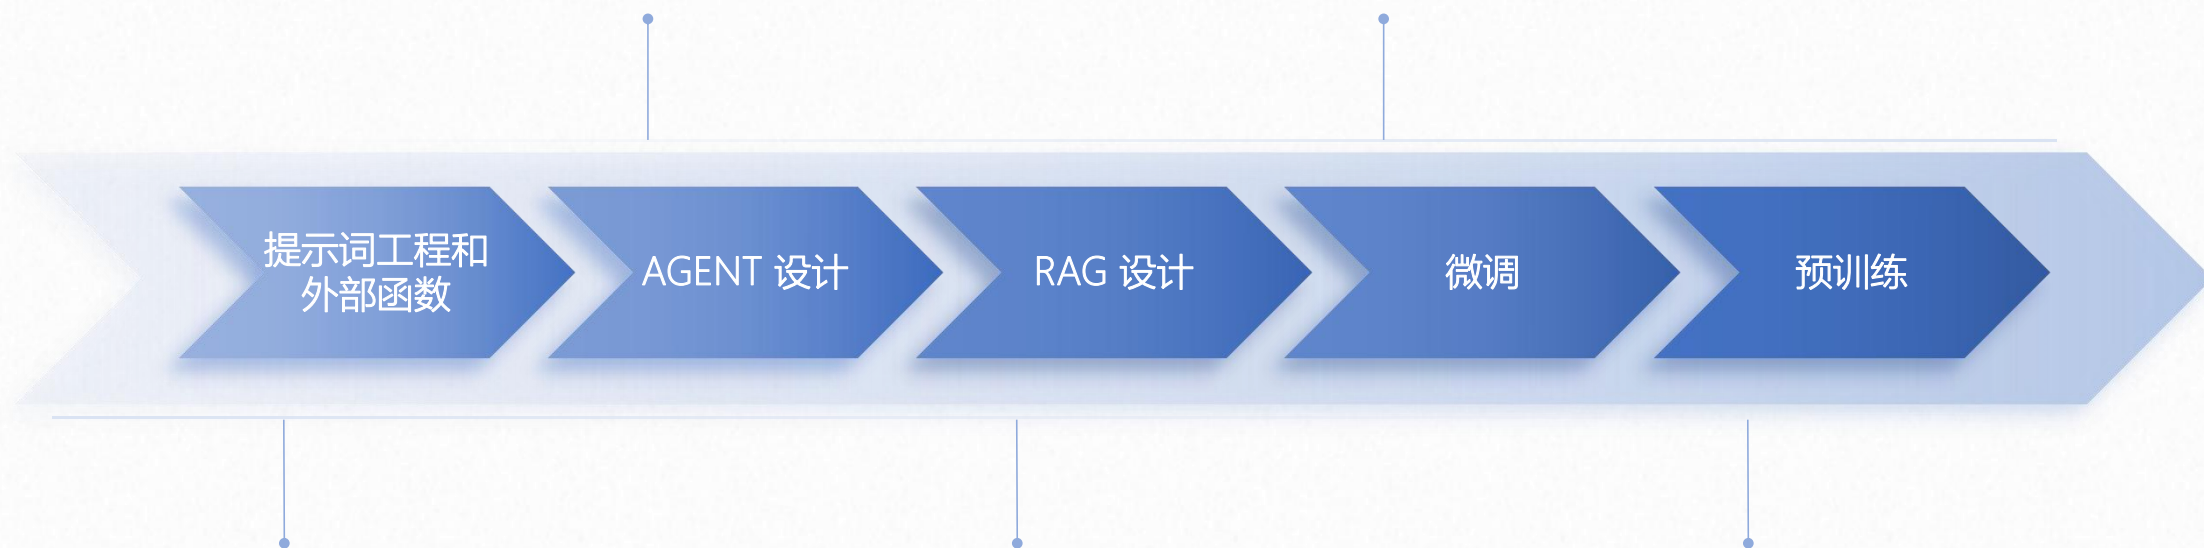 提示词工程和
外部函数
AGENT 设计
RAG 设计
微调
预训练